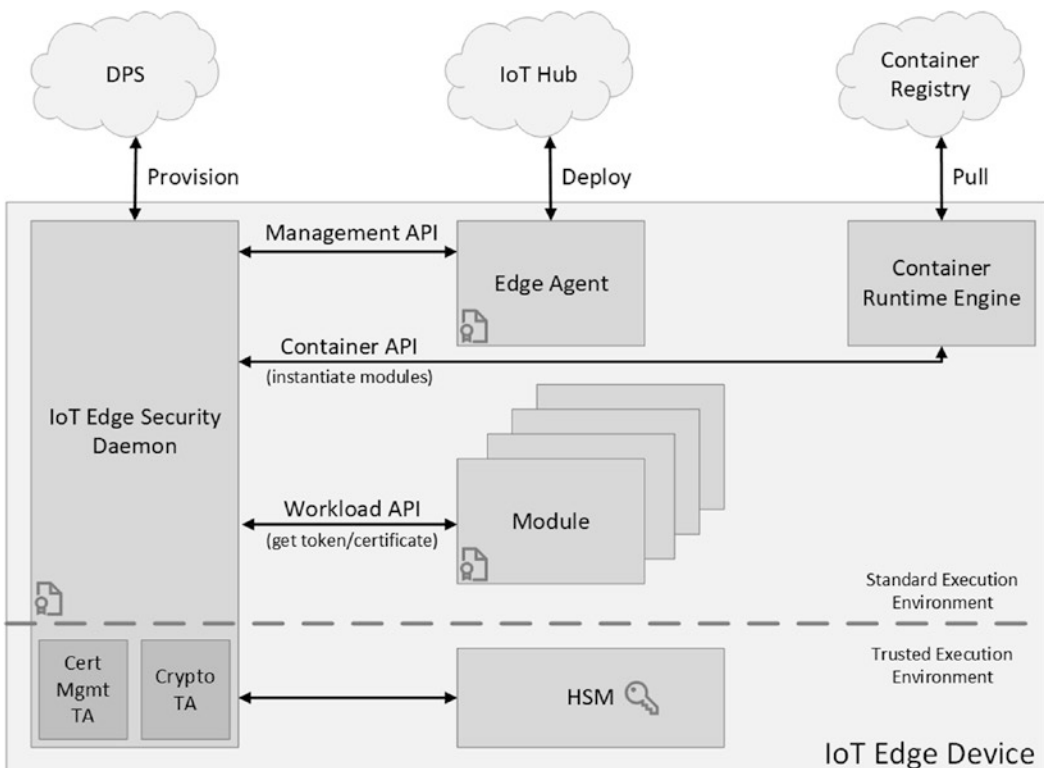 DPS
IoT Hub
Container
Registry
Provision
Deploy
Pull
Management API
Edge Agent
Container
Runtime Engine
Container API
(instantiate modules)
IoT Edge Security
Daemon
Workload API
(get token/certificate)
Module
Standard Execution
Environment
Trusted Execution
Environment
Cert
Mgmt
TA
Crypto
TA
HSM
IoT Edge Device